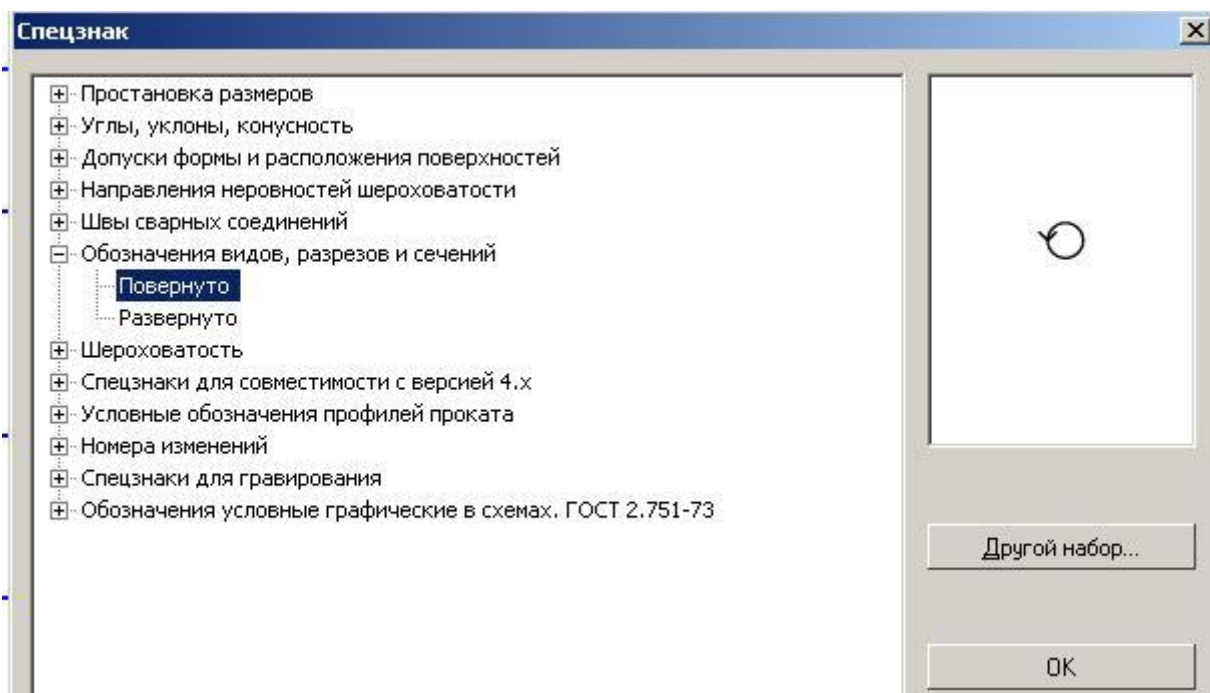 Спецзнак
Простановка размеров
Углы, уклоны, конусность
Допуски формы и расположения поверхностей
Направления неровностей шероховатости
Швы сварных соединений
Обозначения видов, разрезов и сечений
Повернуто
Развернуто
Шероховатость
Спецзнаки для совместимости с версией 4.x
Условные обозначения профилей проката
Номера изменений
Спецзнаки для гравирования
Обозначения условные графические в схемах. ГОСТ 2.751-73
Другой набор...
OK